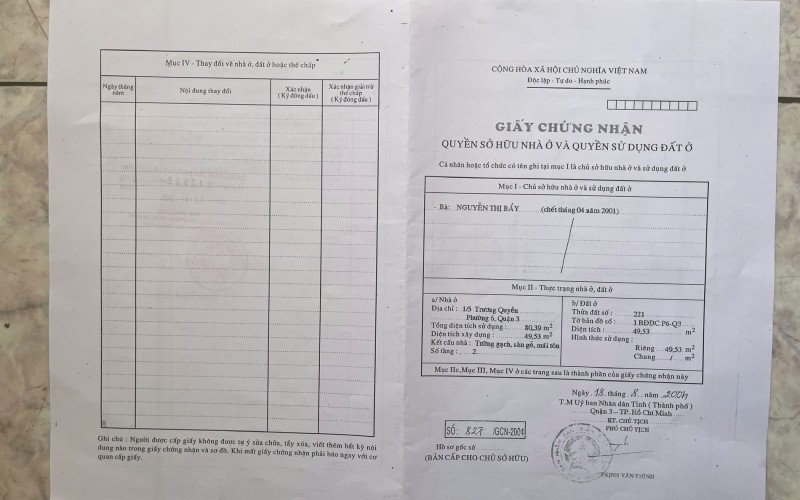 Mục IV - Thay đổi về nhà ở, đất ở hoặc thế chấp
Ngày tháng năm
Nội dung thay đổi
Xác nhận
( Ký đóng dấu )
Xác nhận giải trừ thế chấp
( Ký đóng dấu )
Ghi chú : Người được cấp giấy không được tự ý sửa chữa, tẩy xóa, viết thêm bất kỳ nội
dung nào trong giấy chứng nhận và sơ đồ. Khi mất giấy chứng nhận phải báo ngay với cơ
quan cấp giấy.
CỘNG HÒA XÃ HỘI CHỦ NGHĨA VIỆT NAM
Độc lập - Tự do - Hạnh phúc
GIẤY CHỨNG NHẬN
QUYỀN SỞ HỮU NHÀ Ở VÀ QUYỀN SỬ DỤNG ĐẤT Ở
Cá nhân hoặc tổ chức có tên ghi tại mục I là chủ sở hữu nhà ở và sử dụng đất ở
Mục I - Chủ sở hữu nhà ở và sử dụng đất ở
- Bà: NGUYỄN THỊ BẨY (chết tháng 04 năm 2001)
Mục II - Thực trạng nhà ở, đất ở
a/ Nhà ở
Địa chỉ : 1/5 Trương Quyền
Phường 6, Quận 3
Tổng diện tích sử dụng : 80,39 m²
Diện tích xây dựng : 49,53 m²
Kết cấu nhà : Tường gạch, sàn gỗ, mái tôn
Số tầng : 2
b/ Đất ở
Thửa đất số : 221
Tờ bản đồ số : 1 BĐĐC P6-Q3
Diện tích : 49,53 m²
Hình thức sử dụng :
Riêng : 49,53 m²
Chung : / m²
Mục IIc, Mục III, Mục IV ở các trang sau là thành phần của giấy chứng nhận này
Ngày 18 tháng 8 năm 2004
T.M Uỷ ban Nhân dân Tỉnh ( Thành phố )
Quận 3 - TP. Hồ Chí Minh
KT. CHỦ TỊCH
PHÓ CHỦ TỊCH
SỐ: 827 /GCN-2004
Hồ sơ gốc số
(BẢN CẤP CHO CHỦ SỞ HỮU)